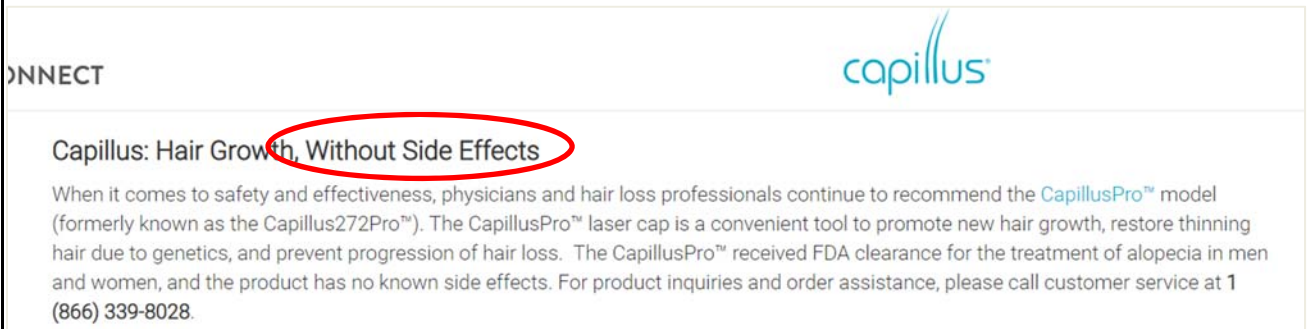 ONNECT
capillus®
Capillus: Hair Growth, Without Side Effects
When it comes to safety and effectiveness, physicians and hair loss professionals continue to recommend the CapillusPro™ model
(formerly known as the Capillus272Pro™). The CapillusPro™ laser cap is a convenient tool to promote new hair growth, restore thinning
hair due to genetics, and prevent progression of hair loss. The CapillusPro™ received FDA clearance for the treatment of alopecia in men
and women, and the product has no known side effects. For product inquiries and order assistance, please call customer service at 1
(866) 339-8028.